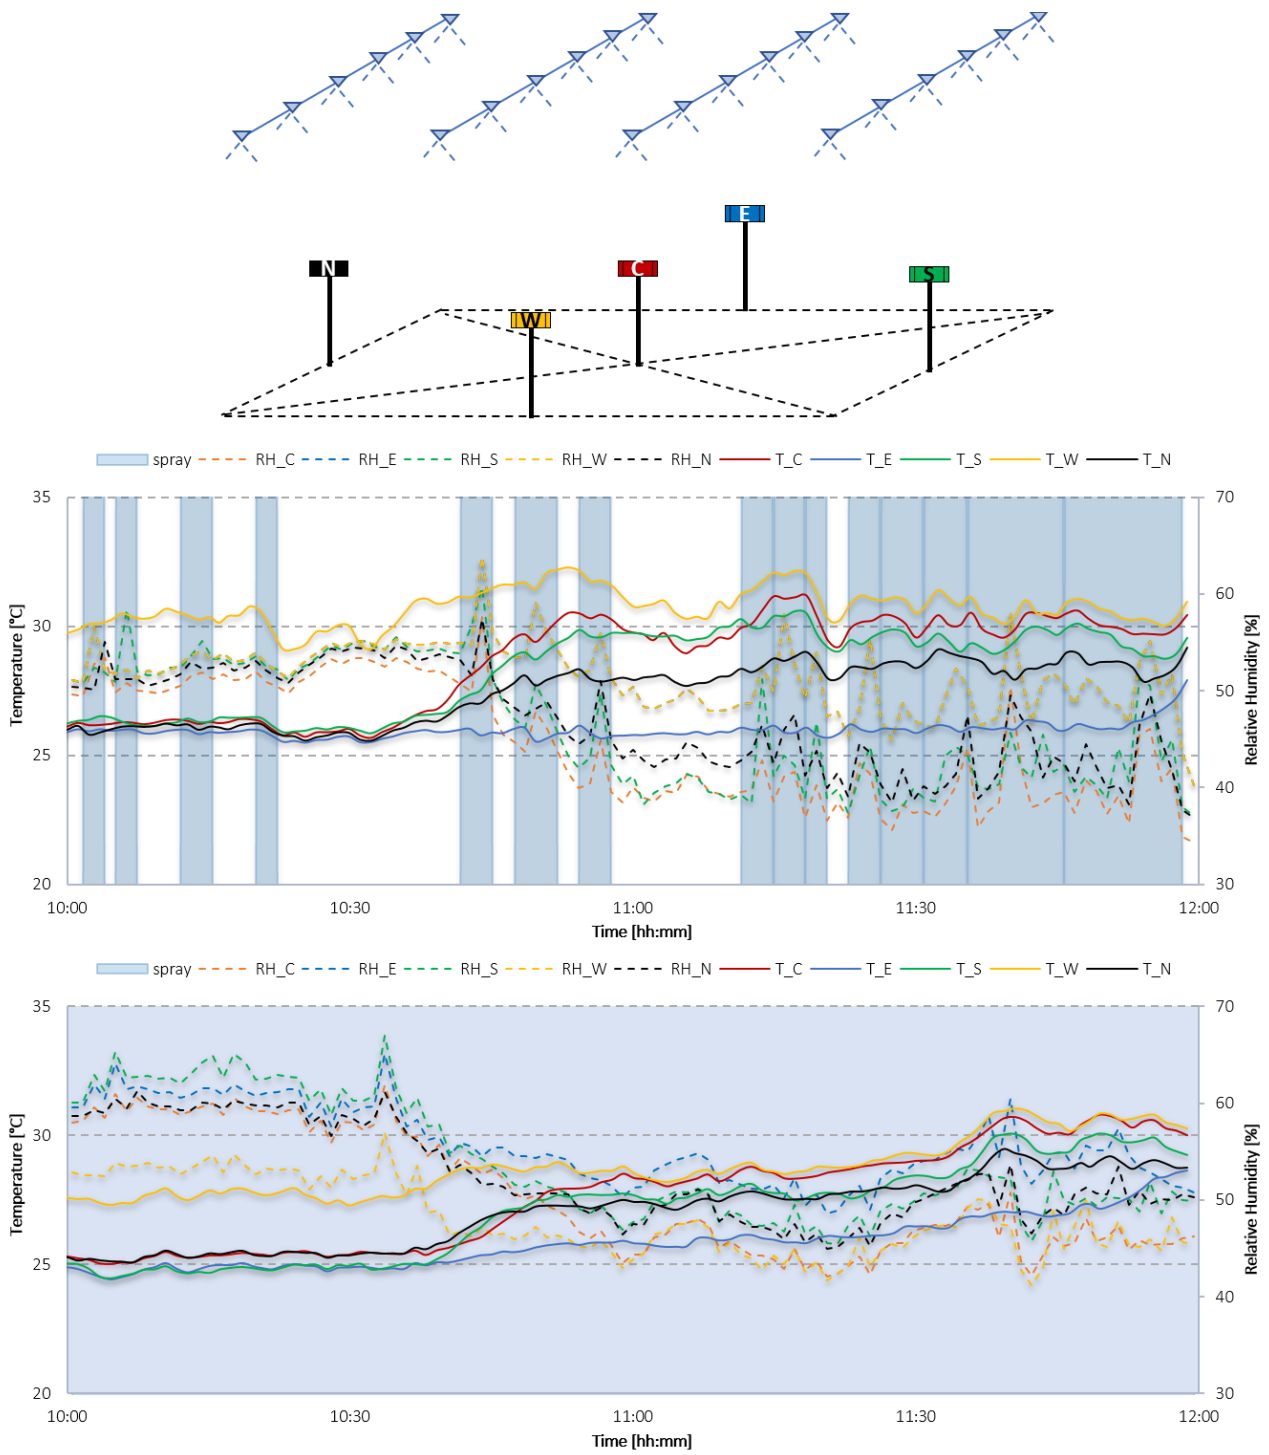 E
N
C
S
W
spray RH_C RH_E RH_S RH_W RH_N T_C T_E T_S T_W T_N
35 70
30 60
50
25
40
20 30
Temperature [°C]
Relative Humidity [%]
10:00 10:30 11:00 11:30 12:00
Time [hh:mm]
spray RH_C RH_E RH_S RH_W RH_N T_C T_E T_S T_W T_N
35 70
30 60
50
25
40
20 30
Temperature [°C]
Relative Humidity [%]
10:00 10:30 11:00 11:30 12:00
Time [hh:mm]